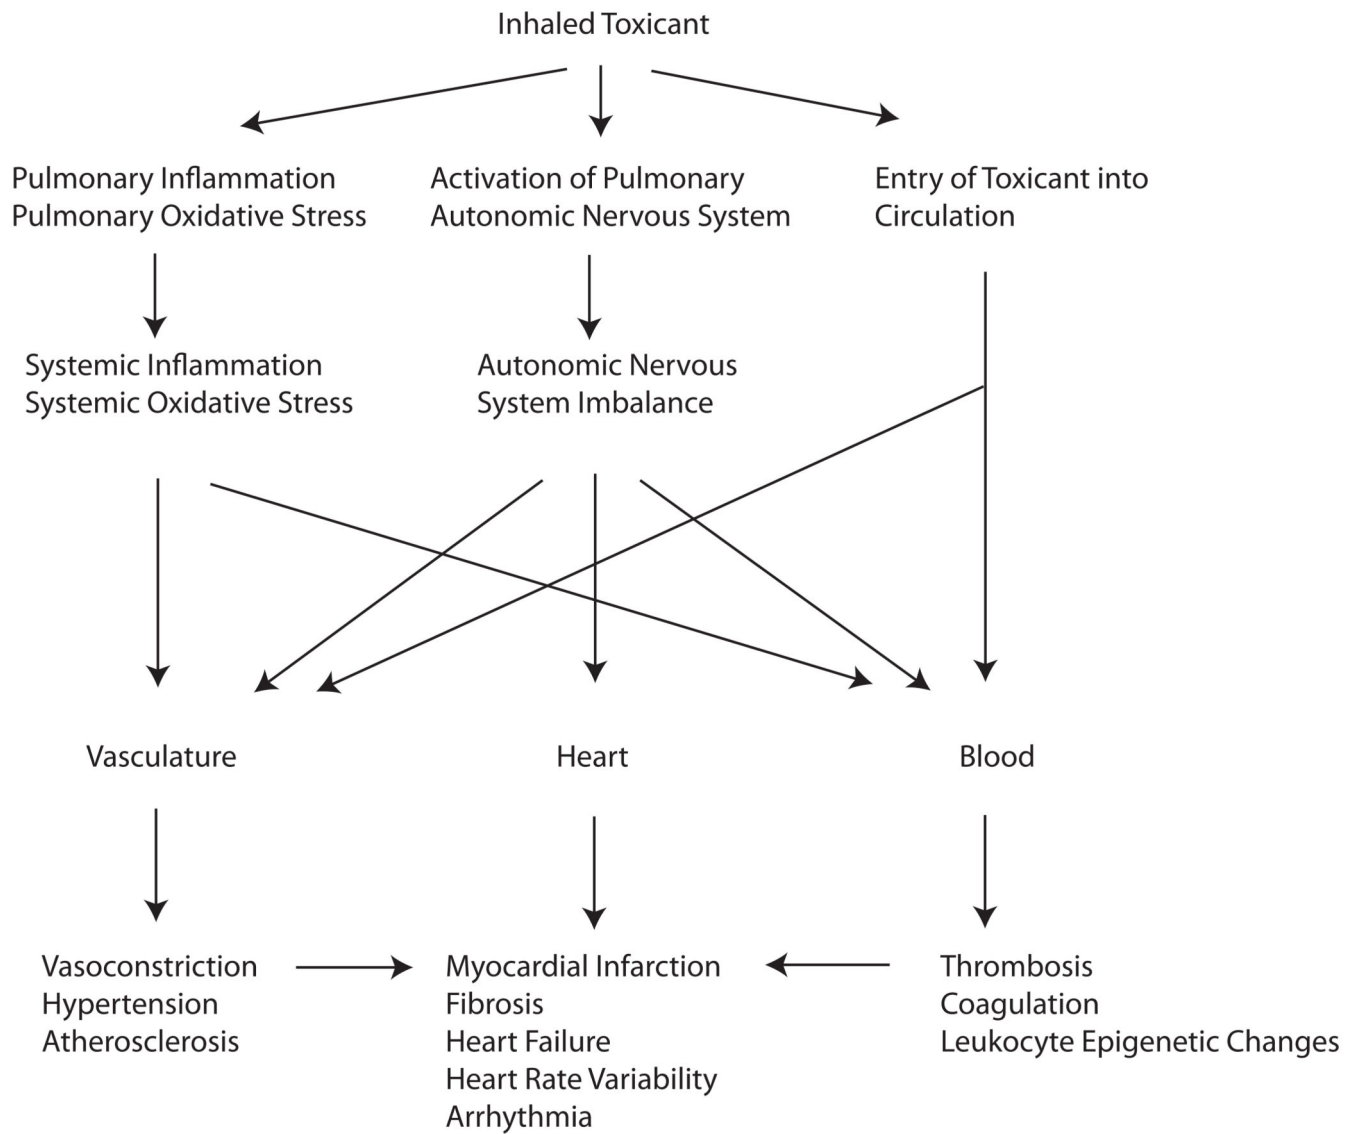 Inhaled Toxicant
Pulmonary Inflammation
Pulmonary Oxidative Stress
Activation of Pulmonary
Autonomic Nervous System
Entry of Toxicant into
Circulation
Systemic Inflammation
Systemic Oxidative Stress
Autonomic Nervous
System Imbalance
Vasculature
Heart
Blood
Vasoconstriction
Hypertension
Atherosclerosis
Myocardial Infarction
Fibrosis
Heart Failure
Heart Rate Variability
Arrhythmia
Thrombosis
Coagulation
Leukocyte Epigenetic Changes